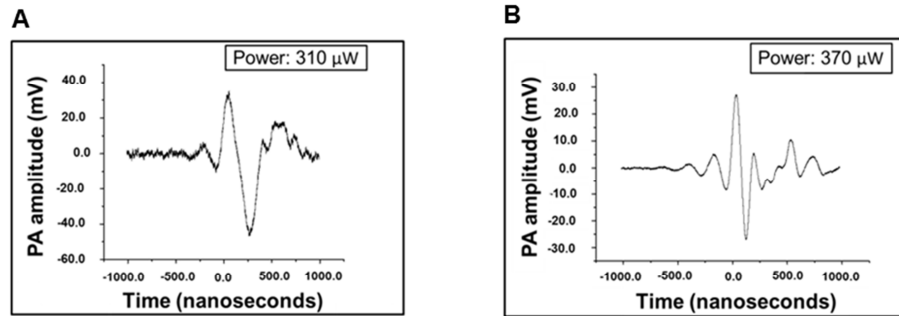 A
Power: 310 µW
PA amplitude (mV)
40.0
20.0
0.0
-20.0
-40.0
-60.0
-1000.0 -500.0 0.0 500.0 1000.0
Time (nanoseconds)
B
Power: 370 µW
PA amplitude (mV)
30.0
20.0
10.0
0.0
-10.0
-20.0
-30.0
-1000.0 -500.0 0.0 500.0 1000.0
Time (nanoseconds)